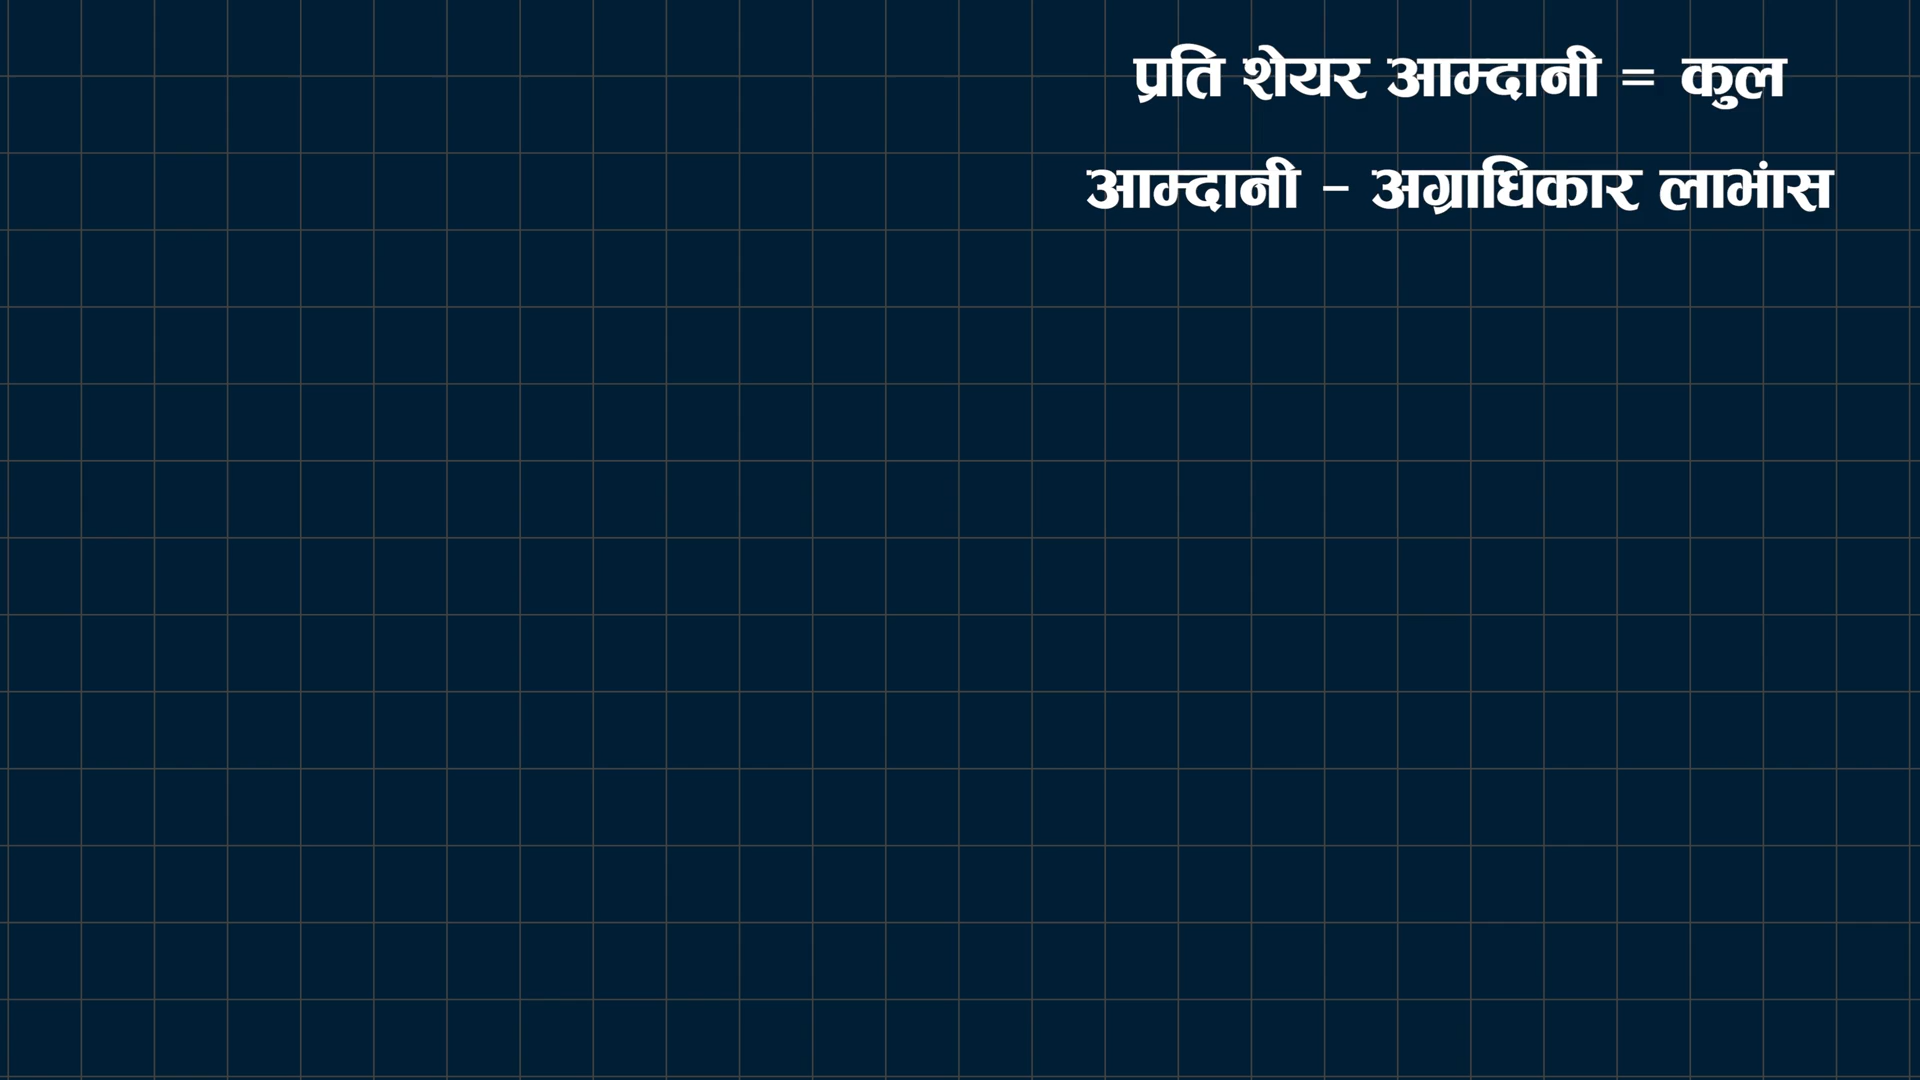 प्रति शेयर आम्दानी = कुल
आम्दानी - अग्राधिकार लाभांस